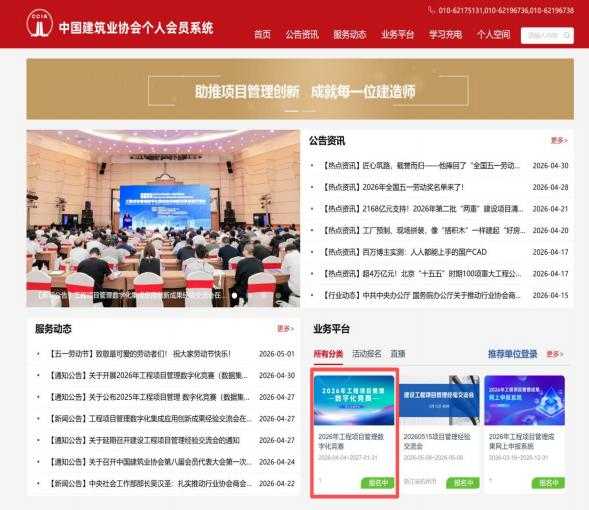 010-62175131,010-62196736,010-62196738
CCIA
中国建筑业协会个人会员系统
首页 公告资讯 服务动态 业务平台 学习充电 个人空间
请输入内容
助推项目管理创新 成就每一位建造师
公告资讯
更多>
【热点资讯】匠心筑路，载誉而归——他捧回了“全国五一劳动... 2026-04-30
【热点资讯】2026年全国五一劳动奖名单来了! 2026-04-28
【热点资讯】2168亿元支持！2026年第二批“两重”建设项目清... 2026-04-21
【热点资讯】工厂预制、现场拼装，像“搭积木”一样建起“好房... 2026-04-20
【热点资讯】百万博主实测：人人都能上手的国产CAD 2026-04-17
【热点资讯】超4万亿元！北京“十五五”时期100项重大工程公... 2026-04-17
【行业动态】中共中央办公厅 国务院办公厅关于推动行业协会商... 2026-04-15
【新闻公告】工程项目管理数字化集成应用创新成果经验交流会在...
服务动态
更多>
【五一劳动节】致敬最可爱的劳动者们！ 祝大家劳动节快乐! 2026-05-01
【通知公告】关于开展2026年工程项目管理数字化竞赛（数据集... 2026-04-30
【通知公告】关于公布2025年工程项目管理 数字化竞赛（数据集... 2026-04-27
【新闻公告】工程项目管理数字化集成应用创新成果经验交流会在... 2026-04-27
【通知公告】关于延期召开建设工程项目管理经验交流会的通知 2026-04-27
【通知公告】关于召开中国建筑业协会第八届会员代表大会第一次... 2026-04-24
【新闻公告】中央社会工作部部长吴汉圣：扎实推动行业协会商会... 2026-04-22
业务平台
所有分类 活动报名 直播
推荐单位登录 更多>
2026年工程项目管理
数字化竞赛
2026年工程项目管理数
字化竞赛
2026-04-04~2027-01-31
1
报名中
建设工程项目管理经验交流会
20260515项目管理经验
交流会
2026-05-08~2026-05-08
浙江省杭州市
报名中
2026年工程项目管理成果
网上申报系统
2026年工程项目管理成
果网上申报系统
2026-03-16~2026-12-31
1
报名中